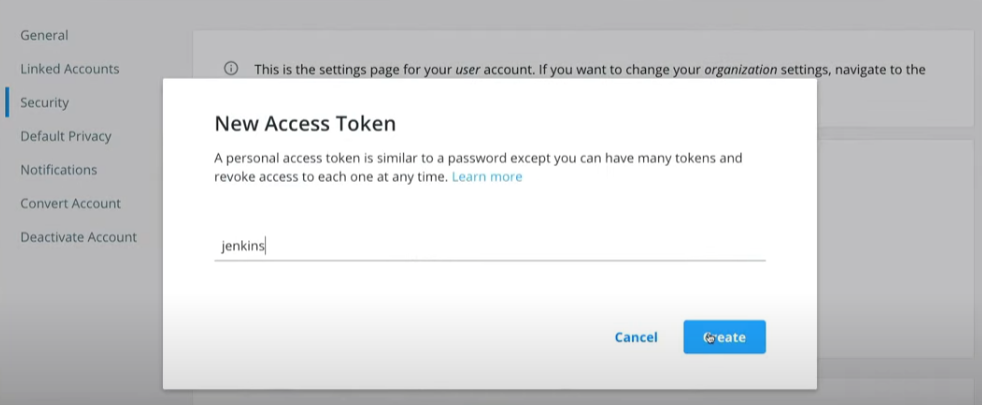 General
Linked Accounts
Security
Default Privacy
Notifications
Convert Account
Deactivate Account
This is the settings page for your user account. If you want to change your organization settings, navigate to the
New Access Token
A personal access token is similar to a password except you can have many tokens and
revoke access to each one at any time. Learn more
jenkins
Cancel
Create